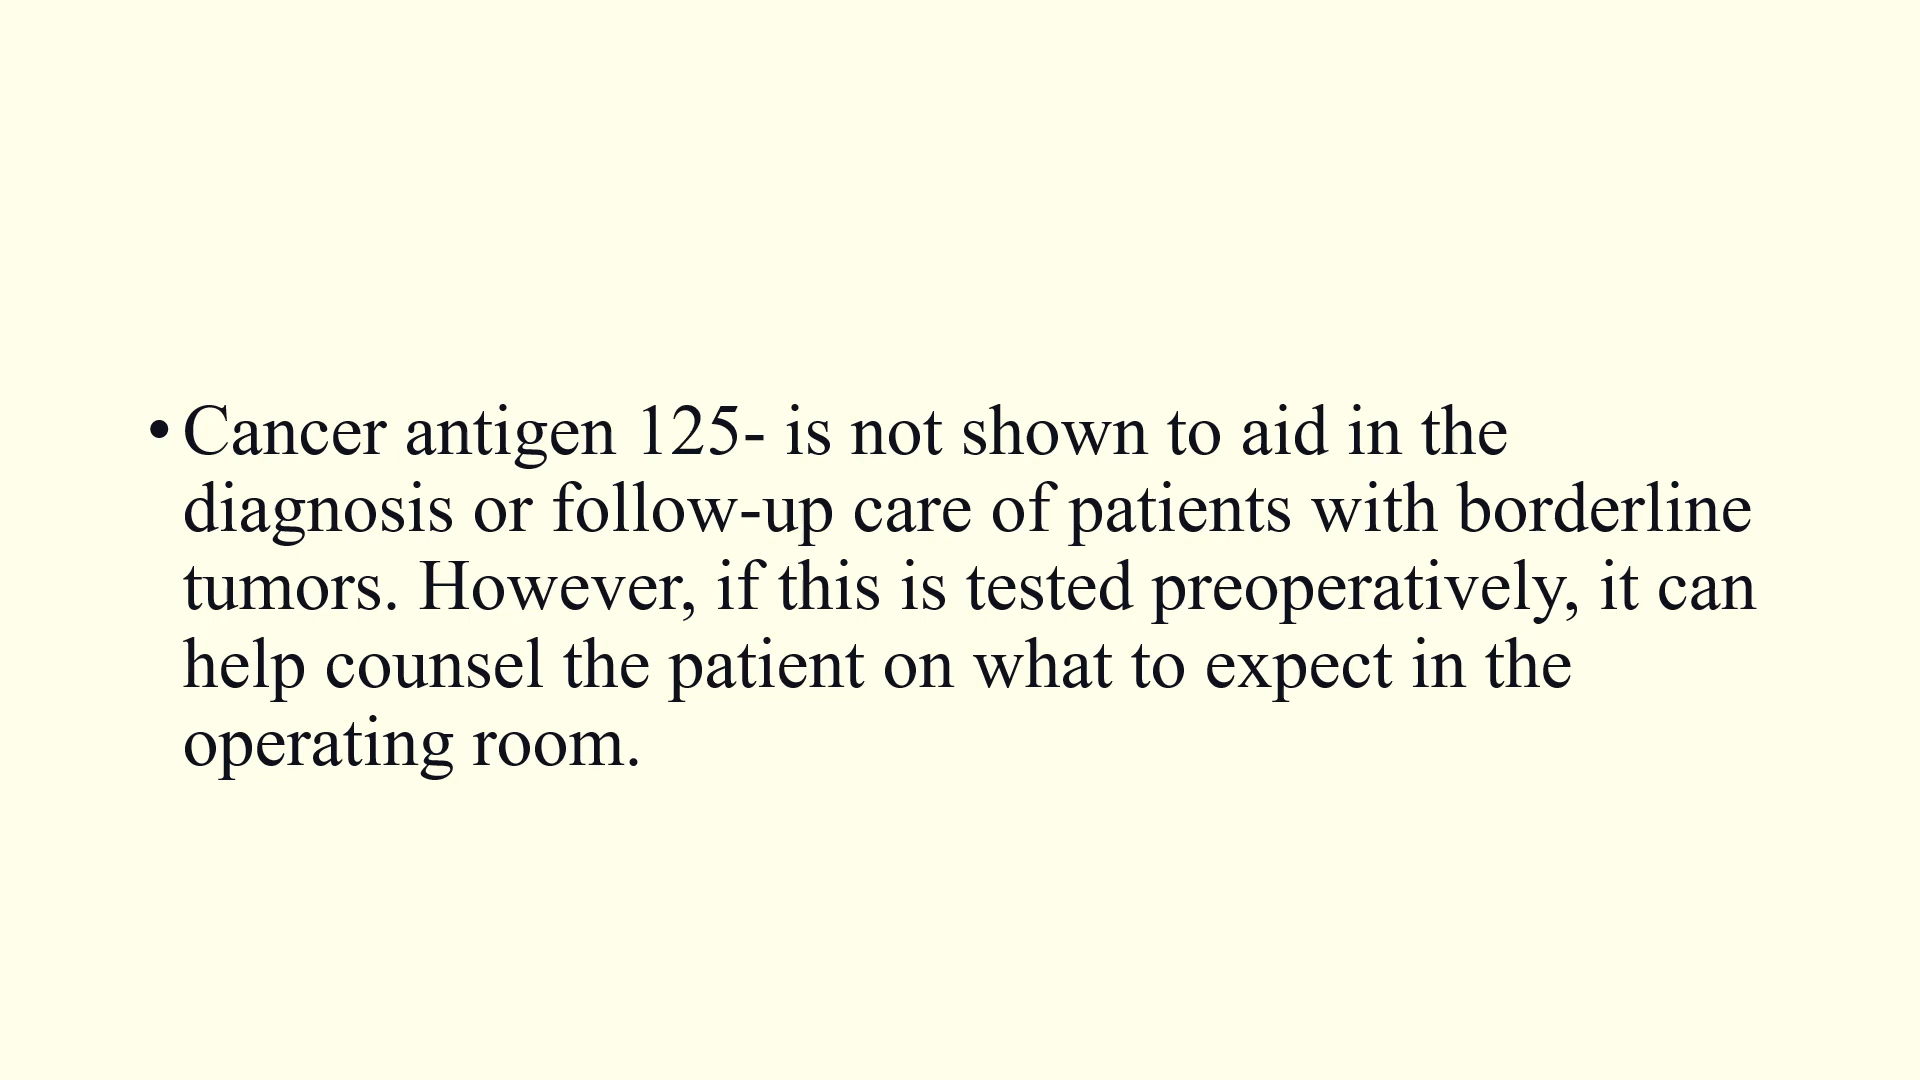 • Cancer antigen 125- is not shown to aid in the
diagnosis or follow-up care of patients with borderline
tumors. However, if this is tested preoperatively, it can
help counsel the patient on what to expect in the
operating room.